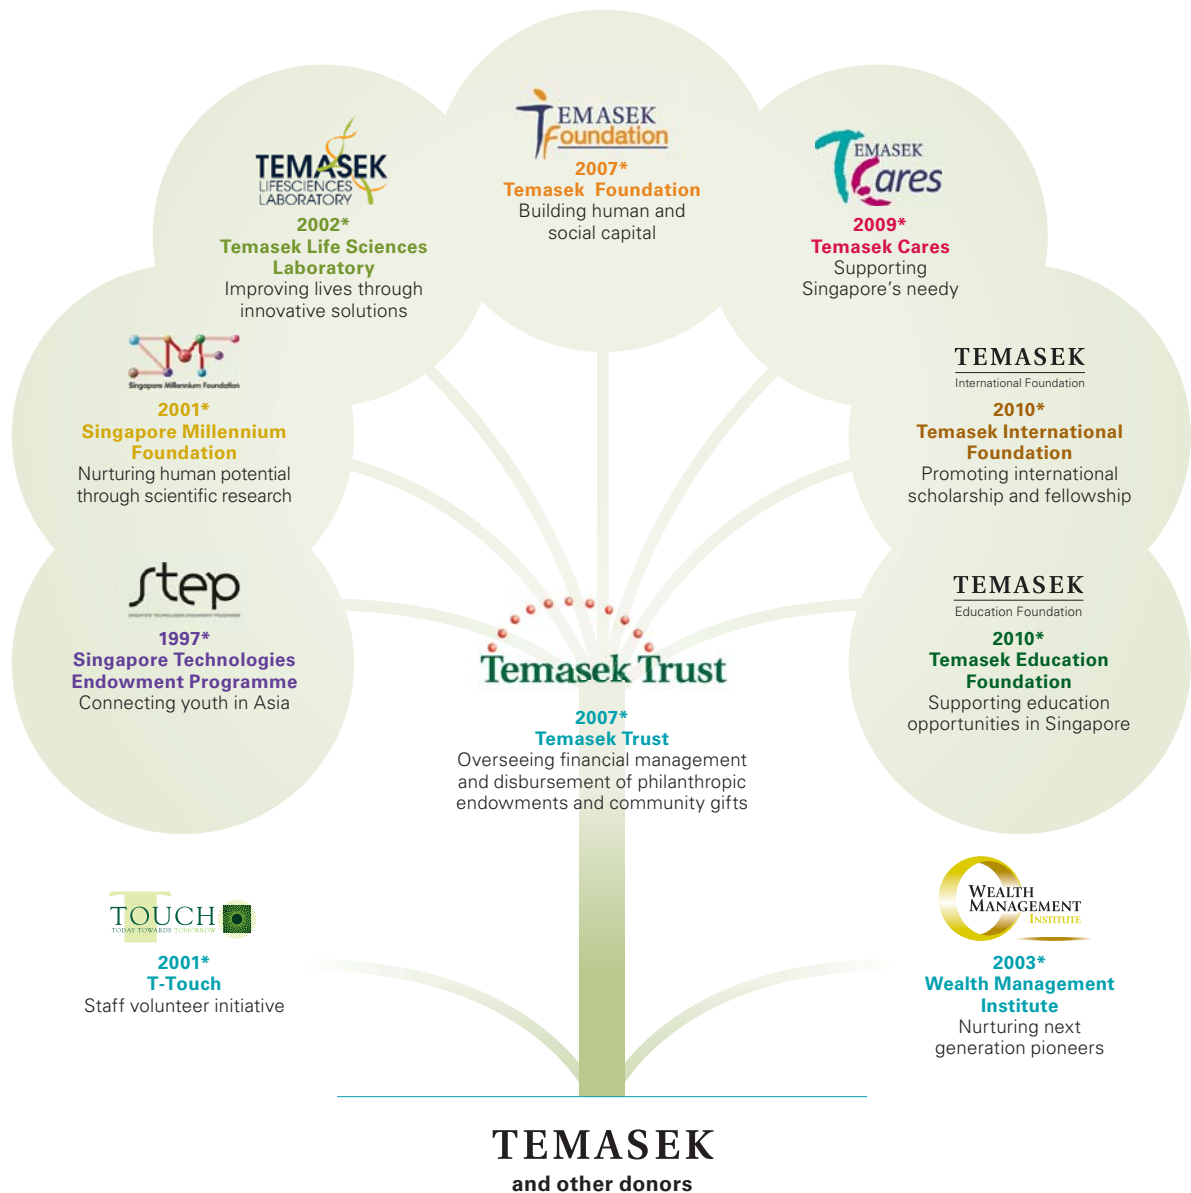 TEMASEK
Foundation
2007*
Temasek Foundation
Building human and
social capital
TEMASEK
LIFESCIENCES
LABORATORY
2002*
Temasek Life Sciences
Laboratory
Improving lives through
innovative solutions
TEMASEK
Cares
2009*
Temasek Cares
Supporting
Singapore's needy
SMF
Singapore Millennium Foundation
2001*
Singapore Millennium
Foundation
Nurturing human potential
through scientific research
TEMASEK
International Foundation
2010*
Temasek International
Foundation
Promoting international
scholarship and fellowship
step
SINGAPORE TECHNOLOGIES ENDOWMENT PROGRAMME
1997*
Singapore Technologies
Endowment Programme
Connecting youth in Asia
TEMASEK
Education Foundation
2010*
Temasek Education
Foundation
Supporting education
opportunities in Singapore
Temasek Trust
2007*
Temasek Trust
Overseeing financial management
and disbursement of philanthropic
endowments and community gifts
T
TOUCH
TODAY TOWARDS TOMORROW
2001*
T-Touch
Staff volunteer initiative
WEALTH
MANAGEMENT
INSTITUTE
2003*
Wealth Management
Institute
Nurturing next
generation pioneers
TEMASEK
and other donors